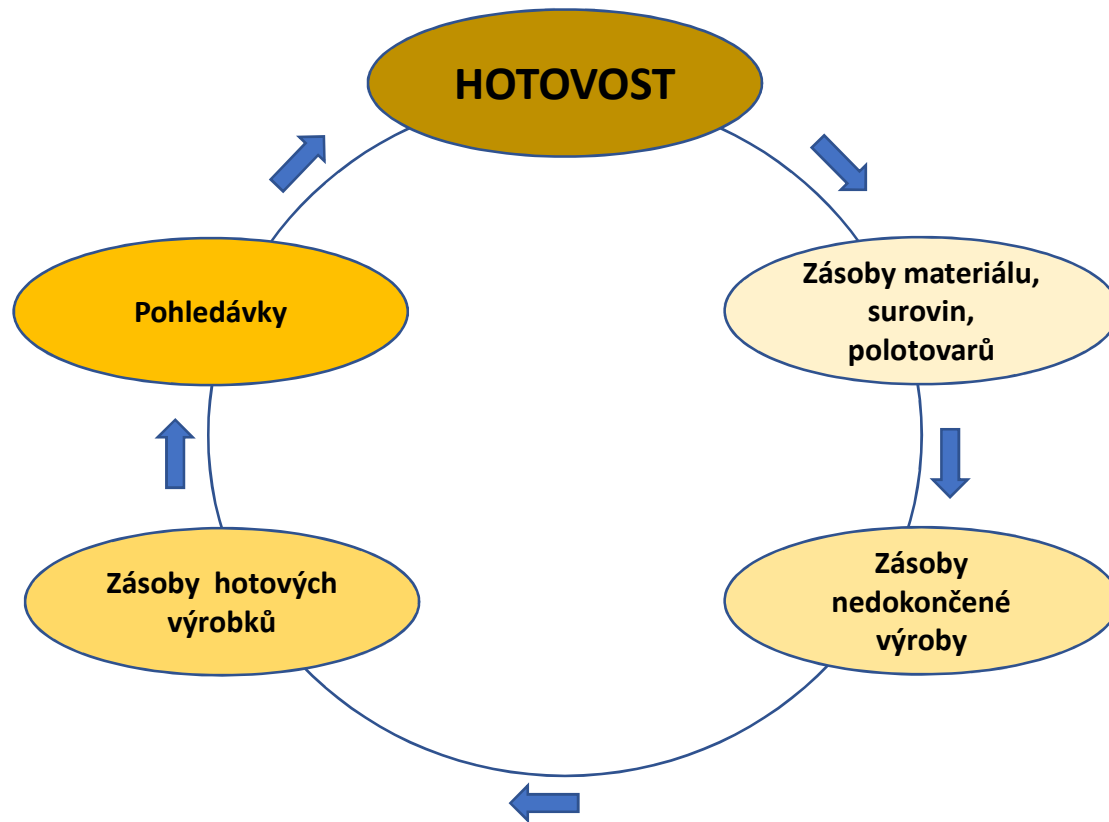 HOTOVOST
Zásoby materiálu,
surovin,
polotovarů
Zásoby
nedokončené
výroby
Zásoby hotových
výrobků
Pohledávky